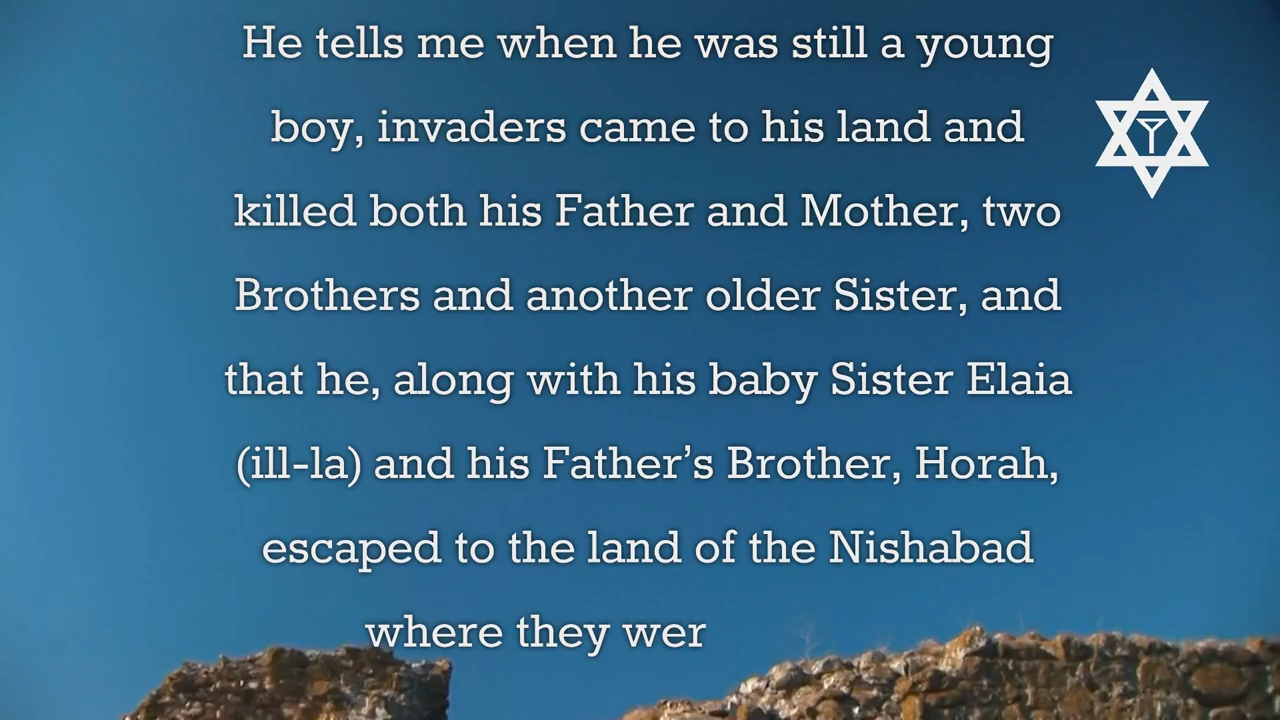 He tells me when he was still a young
boy, invaders came to his land and
killed both his Father and Mother, two
Brothers and another older Sister, and
that he, along with his baby Sister Elaia
(ill-la) and his Father’s Brother, Horah,
escaped to the land of the Nishabad
where they wer